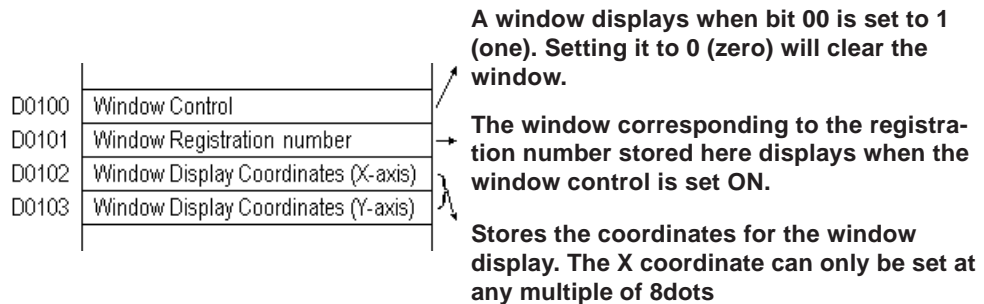 A window displays when bit 00 is set to 1
(one). Setting it to 0 (zero) will clear the
window.
D0100 Window Control
D0101 Window Registration number
D0102 Window Display Coordinates (X-axis)
D0103 Window Display Coordinates (Y-axis)
The window corresponding to the registra-
tion number stored here displays when the
window control is set ON.
Stores the coordinates for the window
display. The X coordinate can only be set at
any multiple of 8dots